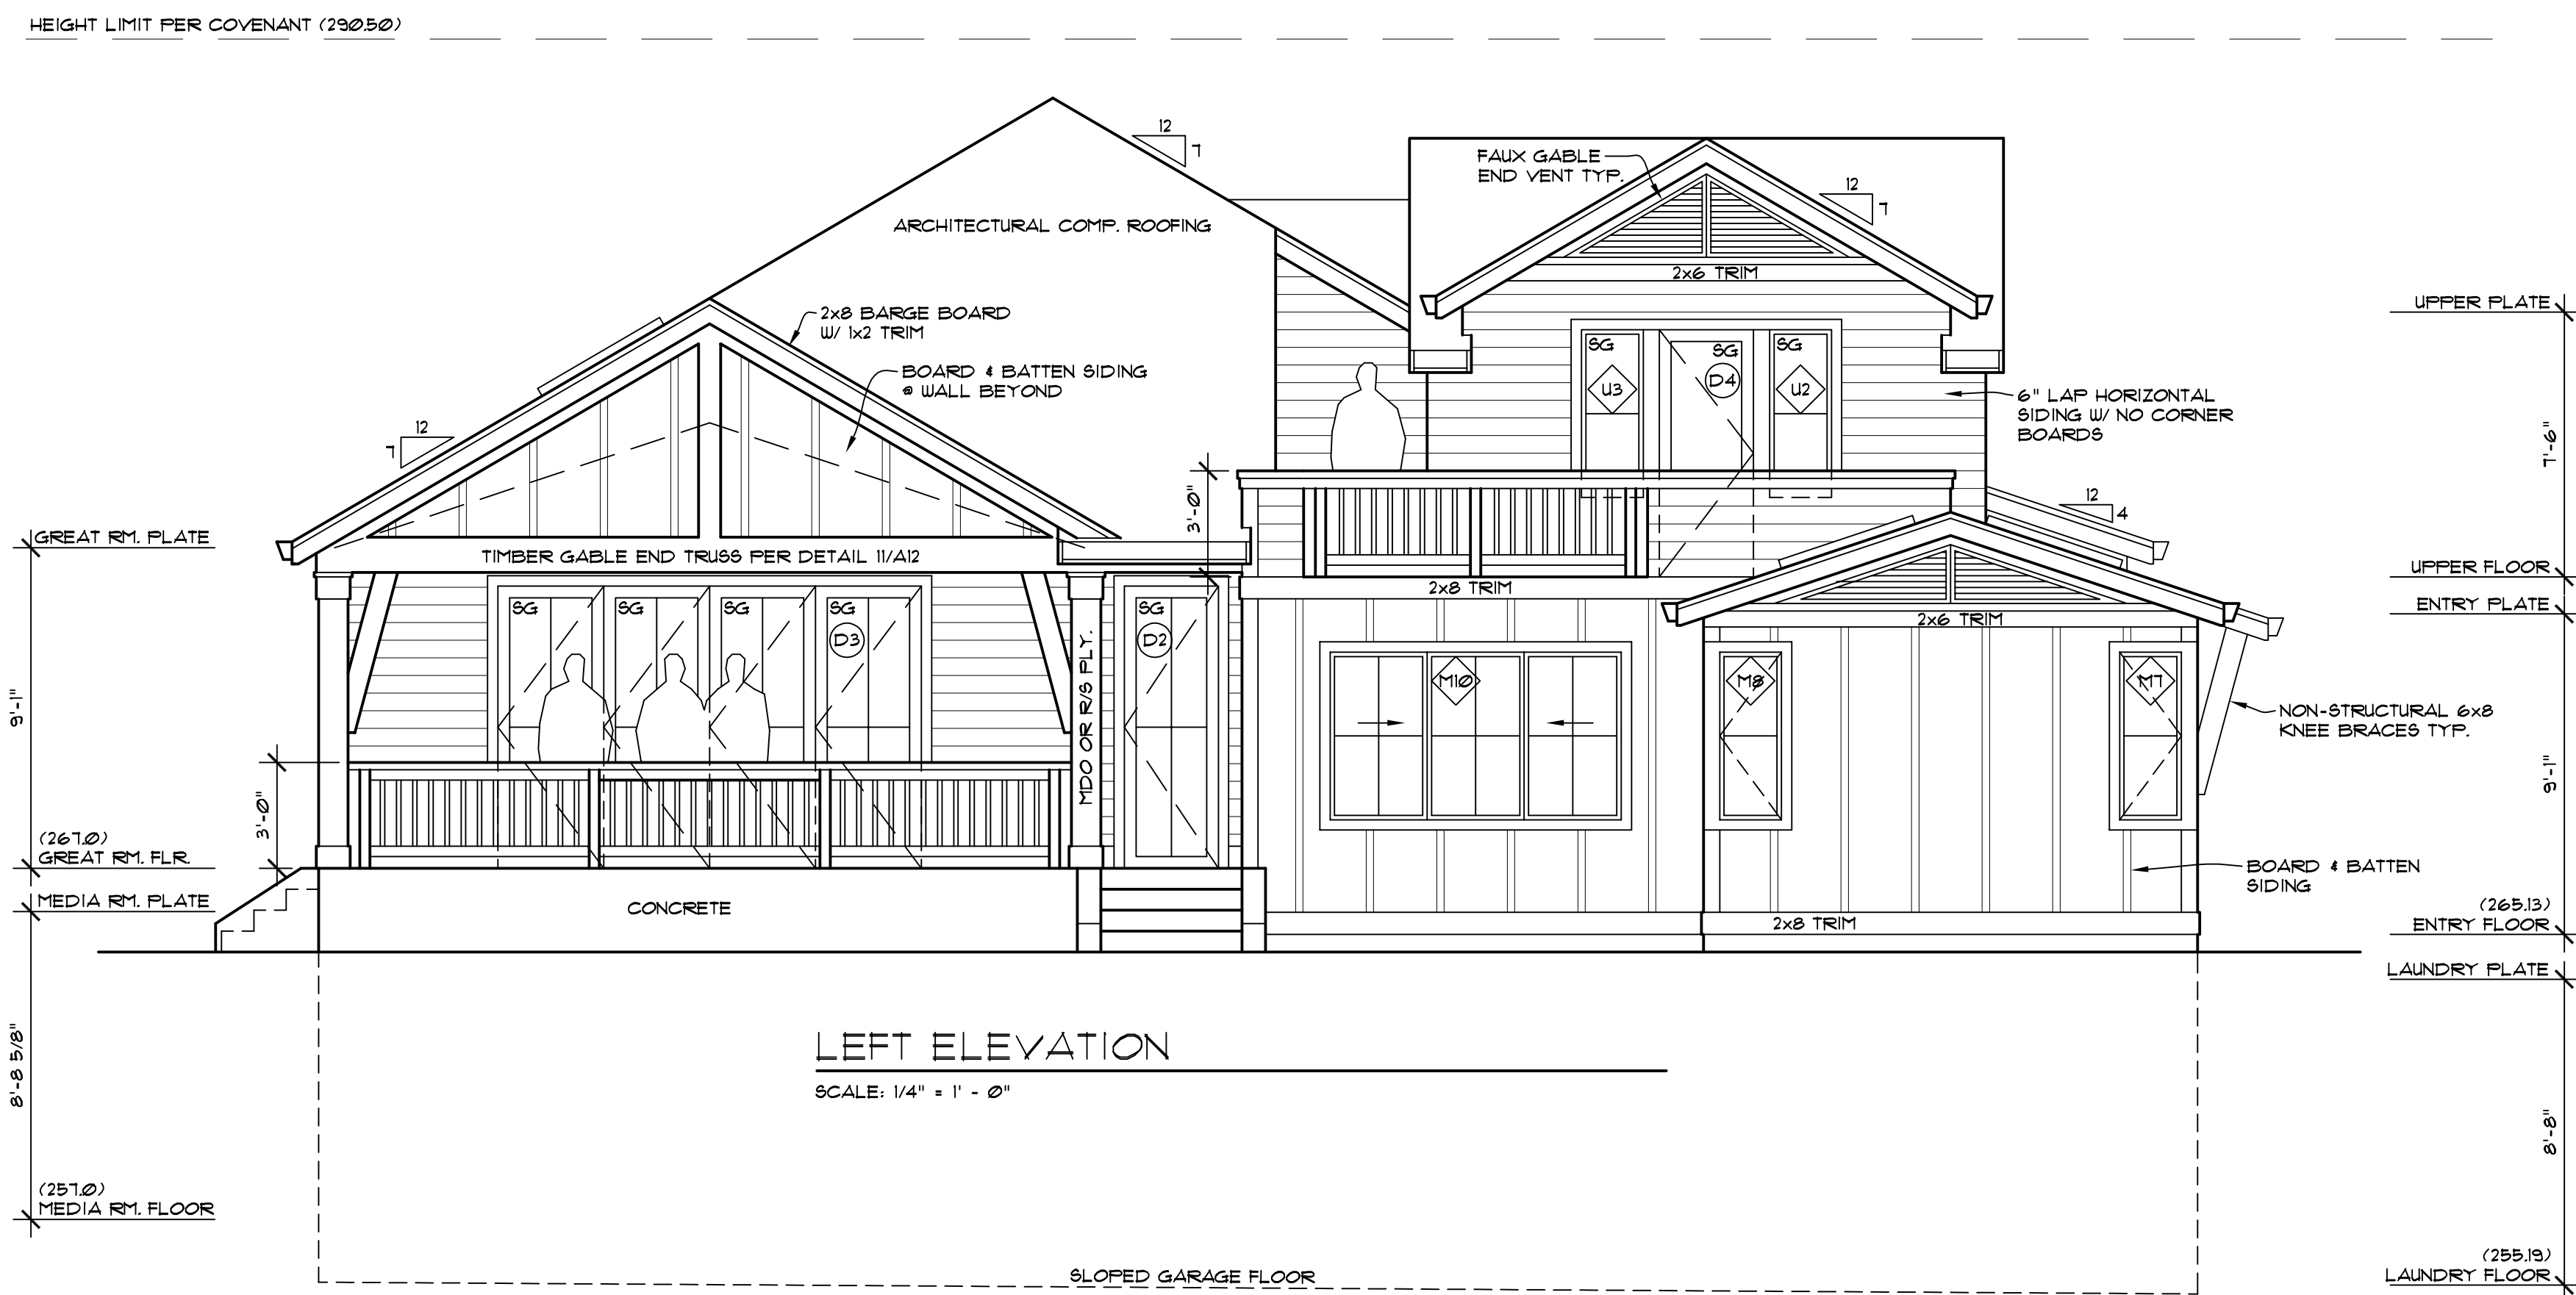 HEIGHT LIMIT PER COVENANT (290.50)
12
7
FAUX GABLE
END VENT TYP.
12
7
ARCHITECTURAL COMP. ROOFING
2x6 TRIM
UPPER PLATE
2x8 BARGE BOARD
W/ 1x2 TRIM
SG
SG
SG
BOARD & BATTEN SIDING
@ WALL BEYOND
U3
D4
U2
6" LAP HORIZONTAL
SIDING W/ NO CORNER
BOARDS
12
7
7'-6"
3'-0"
12
4
GREAT RM. PLATE
TIMBER GABLE END TRUSS PER DETAIL 11/A12
UPPER FLOOR
2x8 TRIM
ENTRY PLATE
2x6 TRIM
SG
SG
SG
SG
SG
D3
D2
MDO OR R/S PLY.
M10
M8
M7
9'-1"
NON-STRUCTURAL 6x8
KNEE BRACES TYP.
9'-1"
3'-0"
(267.0)
GREAT RM. FLR.
BOARD & BATTEN
SIDING
MEDIA RM. PLATE
CONCRETE
2x8 TRIM
(265.13)
ENTRY FLOOR
LAUNDRY PLATE
LEFT ELEVATION
SCALE: 1/4" = 1' - 0"
8'-8 5/8"
8'-8"
(257.0)
MEDIA RM. FLOOR
SLOPED GARAGE FLOOR
(255.19)
LAUNDRY FLOOR